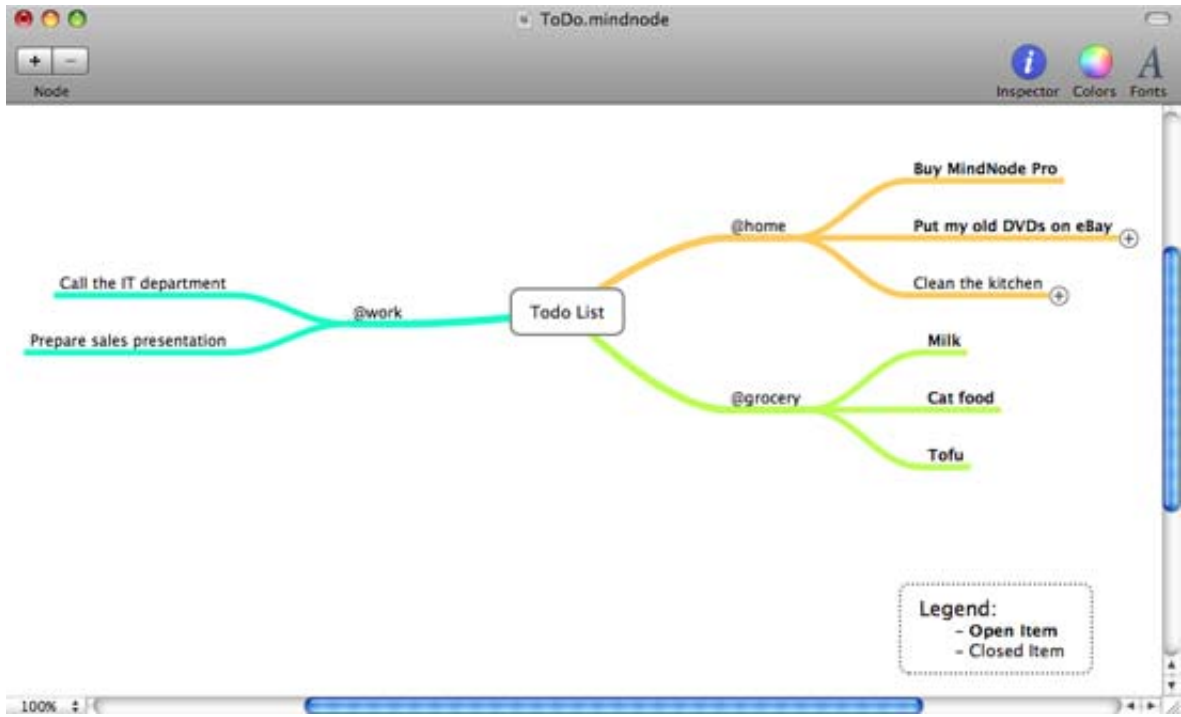 ToDo.mindnode
Node
Inspector Colors Fonts
Buy MindNode Pro
@home
Put my old DVDs on eBay
Clean the kitchen
Call the IT department
@work
Todo List
Prepare sales presentation
Milk
@grocery
Cat food
Tofu
Legend:
- Open Item
- Closed Item
100%